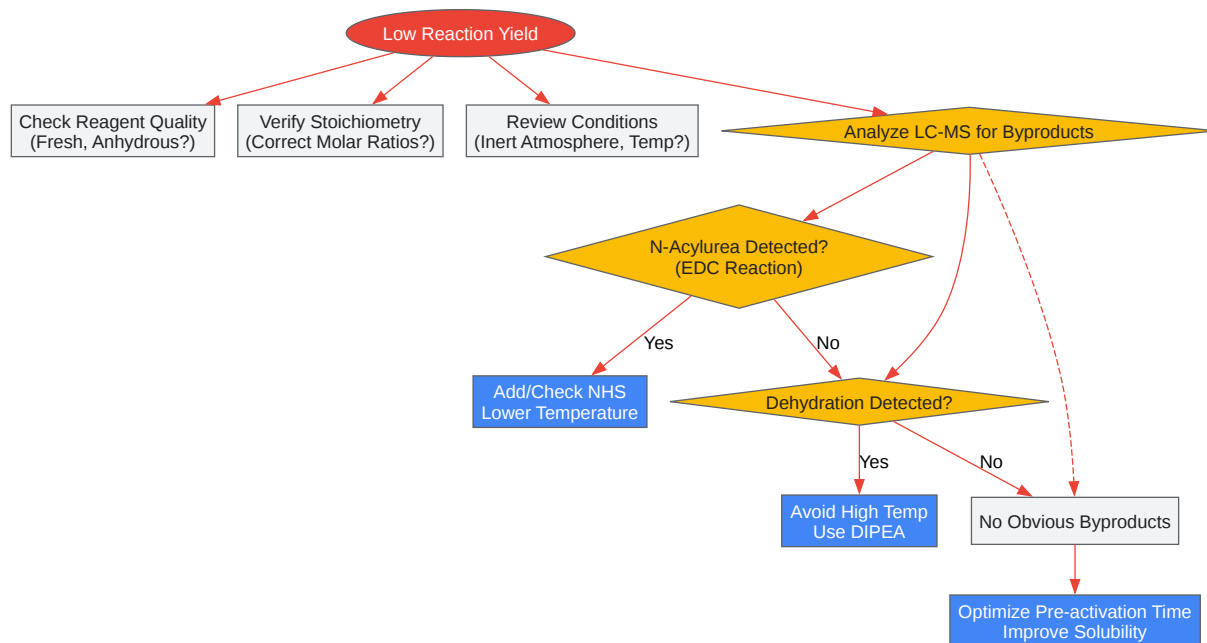 Low Reaction Yield
Check Reagent Quality
(Fresh, Anhydrous?)
Verify Stoichiometry
(Correct Molar Ratios?)
Review Conditions
(Inert Atmosphere, Temp?)
Analyze LC-MS for Byproducts
N-Acylurea Detected?
(EDC Reaction)
Yes
No
Add/Check NHS
Lower Temperature
Dehydration Detected?
Yes
No
Avoid High Temp
Use DIPEA
No Obvious Byproducts
Optimize Pre-activation Time
Improve Solubility